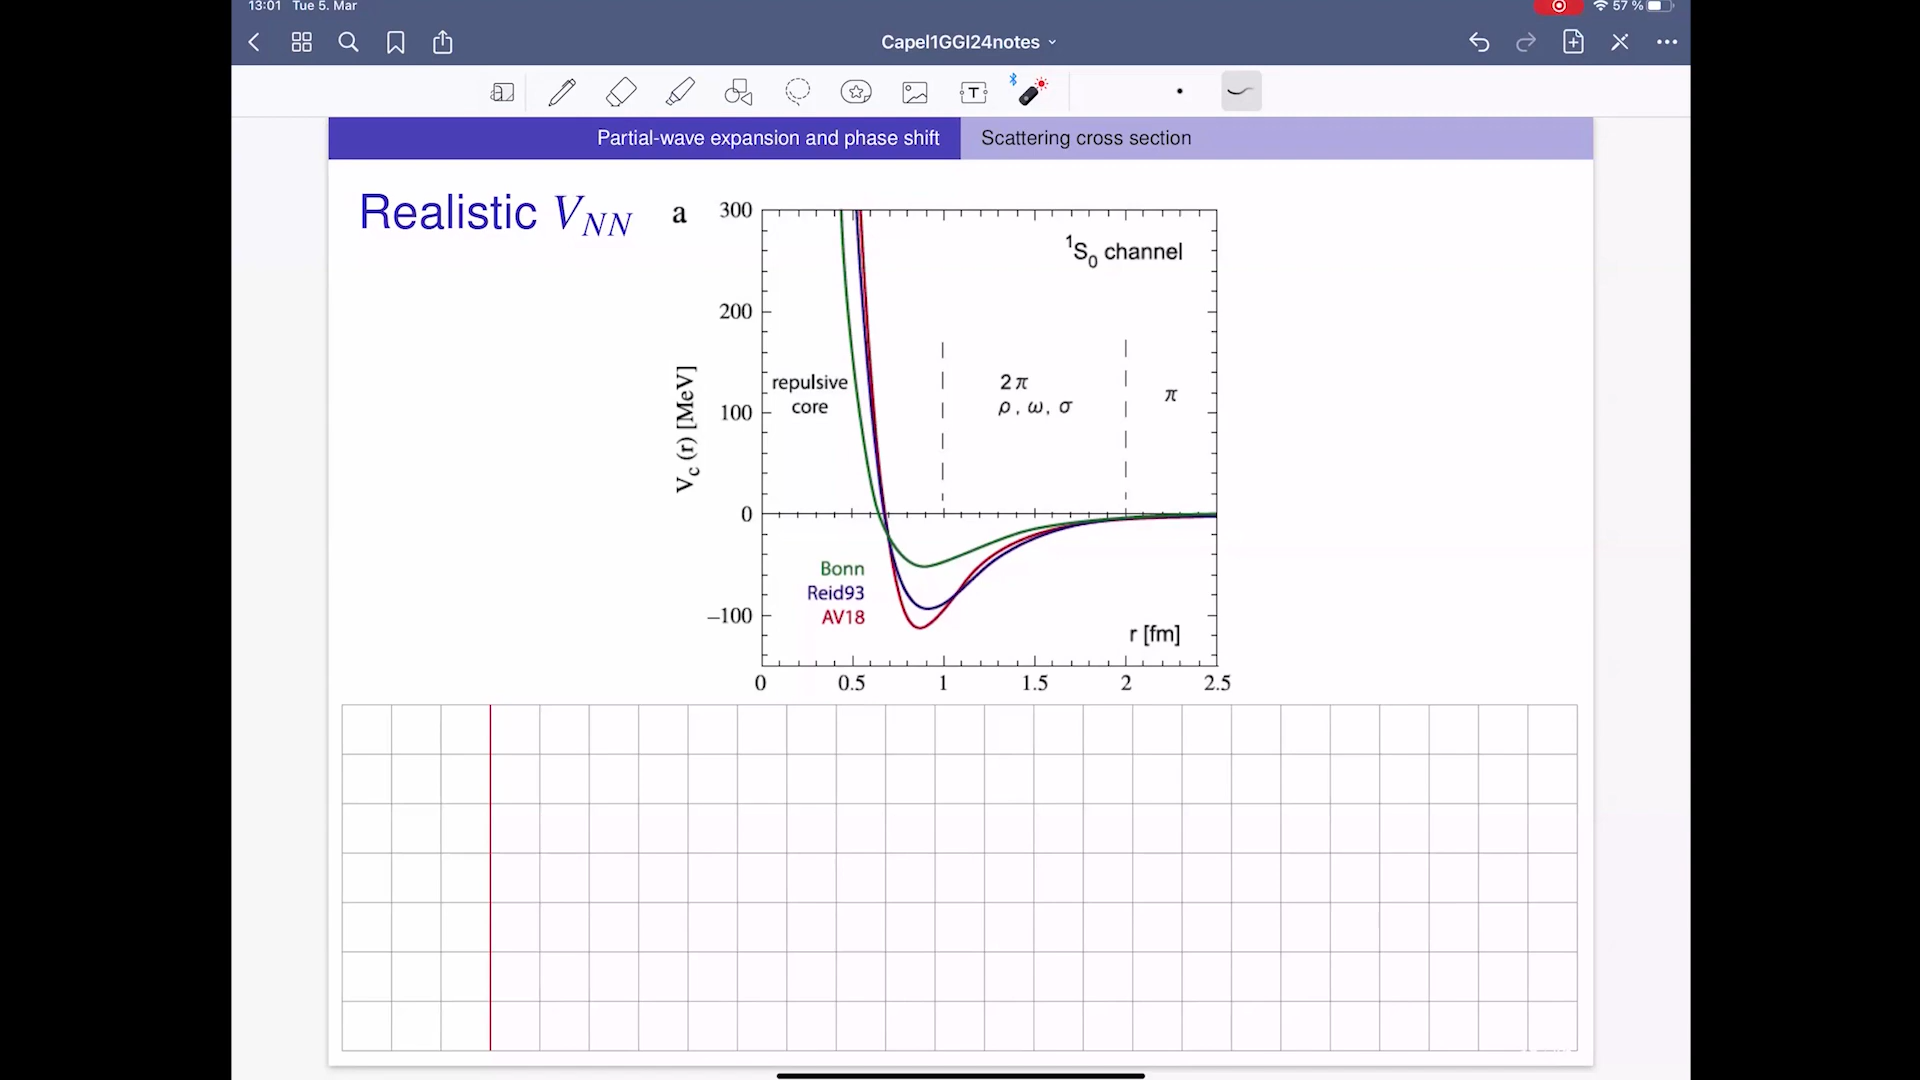 13:01 Tue 5. Mar
57 %
Capel1GGI24notes
T
Partial-wave expansion and phase shift
Scattering cross section
Realistic V_NN
a
300
¹S₀ channel
200
repulsive
core
2π
ρ, ω, σ
π
100
V_c (r) [MeV]
0
Bonn
Reid93
AV18
−100
r [fm]
0 0.5 1 1.5 2 2.5